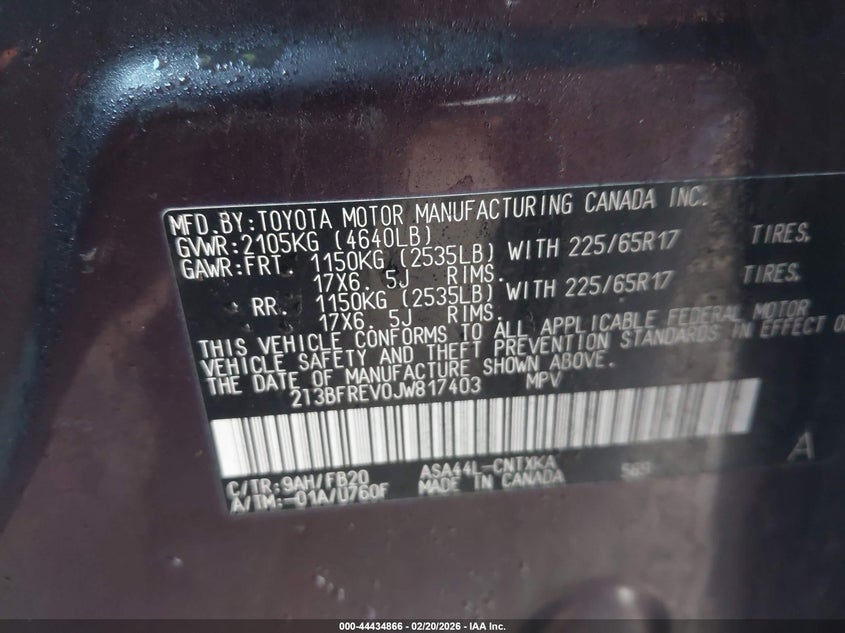 MFD.BY:TOYOTA MOTOR MANUFACTURING CANADA INC.
GVWR:2105KG (4640LB)
GAWR:FRT. 1150KG (2535LB) WITH 225/65R17 TIRES,
17X6.5J RIMS.
RR. 1150KG (2535LB) WITH 225/65R17 TIRES,
17X6.5J RIMS.
THIS VEHICLE CONFORMS TO ALL APPLICABLE FEDERAL MOTOR
VEHICLE SAFETY AND THEFT PREVENTION STANDARDS IN EFFECT O
THE DATE OF MANUFACTURE SHOWN ABOVE.
2T3BFREV0JW817403 MPV
C/TR:9AH/FB20 ASA44L-CNTXKA
A/TM:-01A/U760F MADE IN CANADA
A
000-44434866 — 02/20/2026 — IAA Inc.